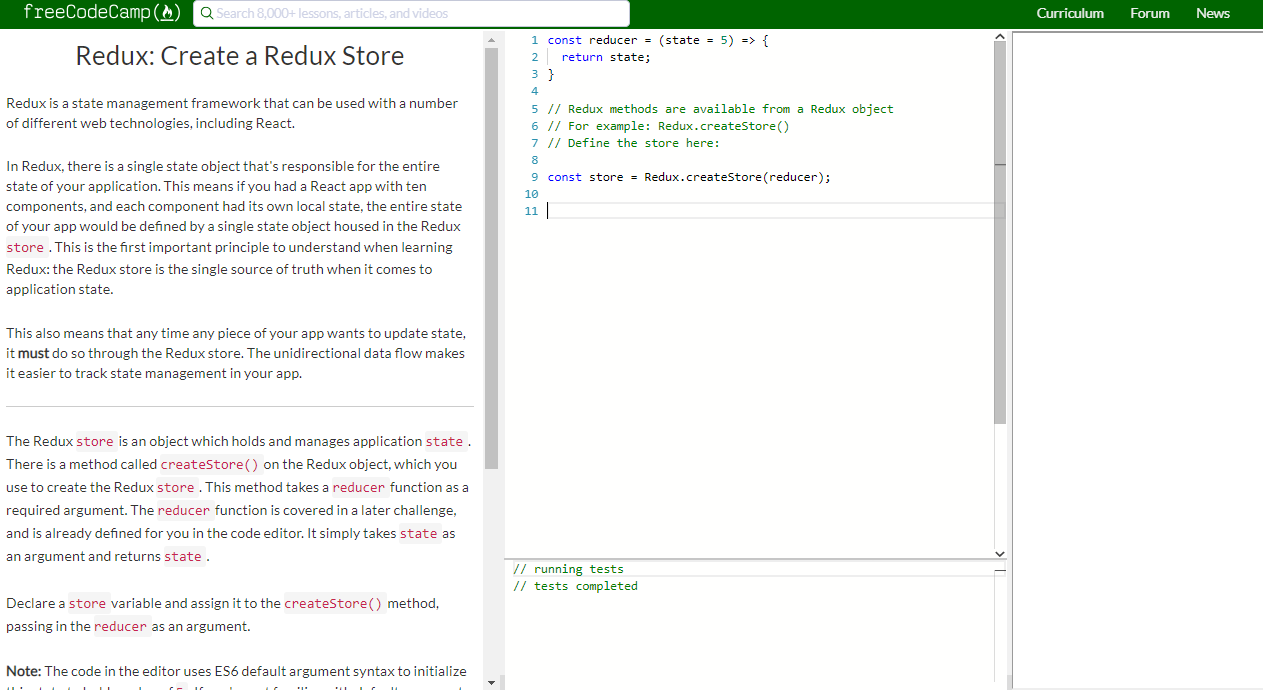 freeCodeCamp
Search 8,000+ lessons, articles, and videos
Curriculum Forum News
Redux: Create a Redux Store
Redux is a state management framework that can be used with a number
of different web technologies, including React.
In Redux, there is a single state object that's responsible for the entire
state of your application. This means if you had a React app with ten
components, and each component had its own local state, the entire state
of your app would be defined by a single state object housed in the Redux
store . This is the first important principle to understand when learning
Redux: the Redux store is the single source of truth when it comes to
application state.
This also means that any time any piece of your app wants to update state,
it must do so through the Redux store. The unidirectional data flow makes
it easier to track state management in your app.
The Redux store is an object which holds and manages application state .
There is a method called createStore() on the Redux object, which you
use to create the Redux store . This method takes a reducer function as a
required argument. The reducer function is covered in a later challenge,
and is already defined for you in the code editor. It simply takes state as
an argument and returns state .
Declare a store variable and assign it to the createStore() method,
passing in the reducer as an argument.
Note: The code in the editor uses ES6 default argument syntax to initialize
1 const reducer = (state = 5) => {
2 return state;
3 }
4
5 // Redux methods are available from a Redux object
6 // For example: Redux.createStore()
7 // Define the store here:
8
9 const store = Redux.createStore(reducer);
10
11
// running tests
// tests completed